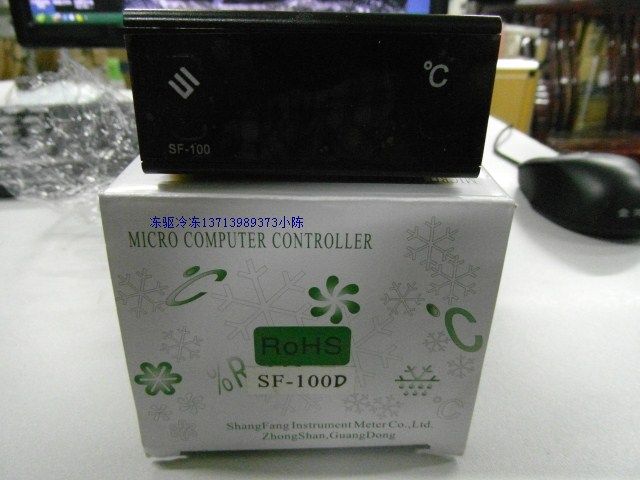 °C
SF-100
东驱冷冻13713989373小陈
MICRO COMPUTER CONTROLLER
°C
RoHS
%R
SF-100D
ShangFang Instrument Meter Co.,Ltd.
ZhongShan,GuangDong